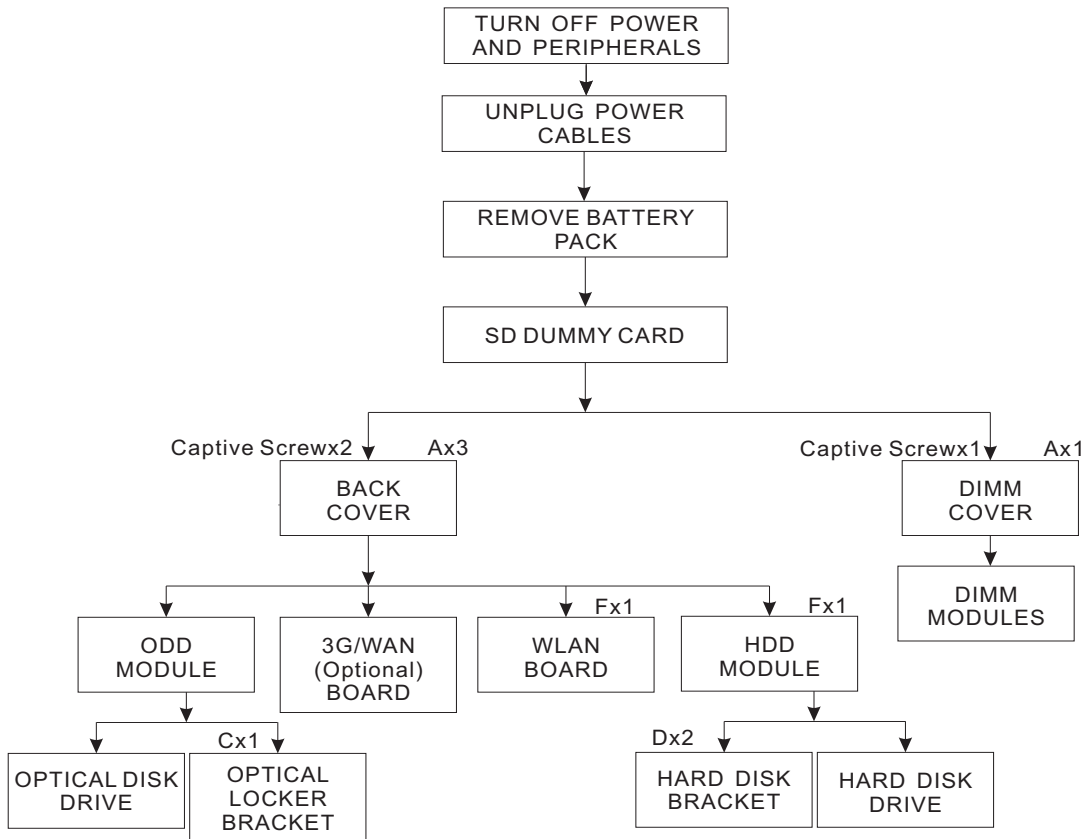 TURN OFF POWER
AND PERIPHERALS
UNPLUG POWER
CABLES
REMOVE BATTERY
PACK
SD DUMMY CARD
Captive Screwx2
Ax3
BACK
COVER
Captive Screwx1
Ax1
DIMM
COVER
DIMM
MODULES
ODD
MODULE
3G/WAN
(Optional)
BOARD
Fx1
WLAN
BOARD
Fx1
HDD
MODULE
OPTICAL DISK
DRIVE
Cx1
OPTICAL
LOCKER
BRACKET
Dx2
HARD DISK
BRACKET
HARD DISK
DRIVE